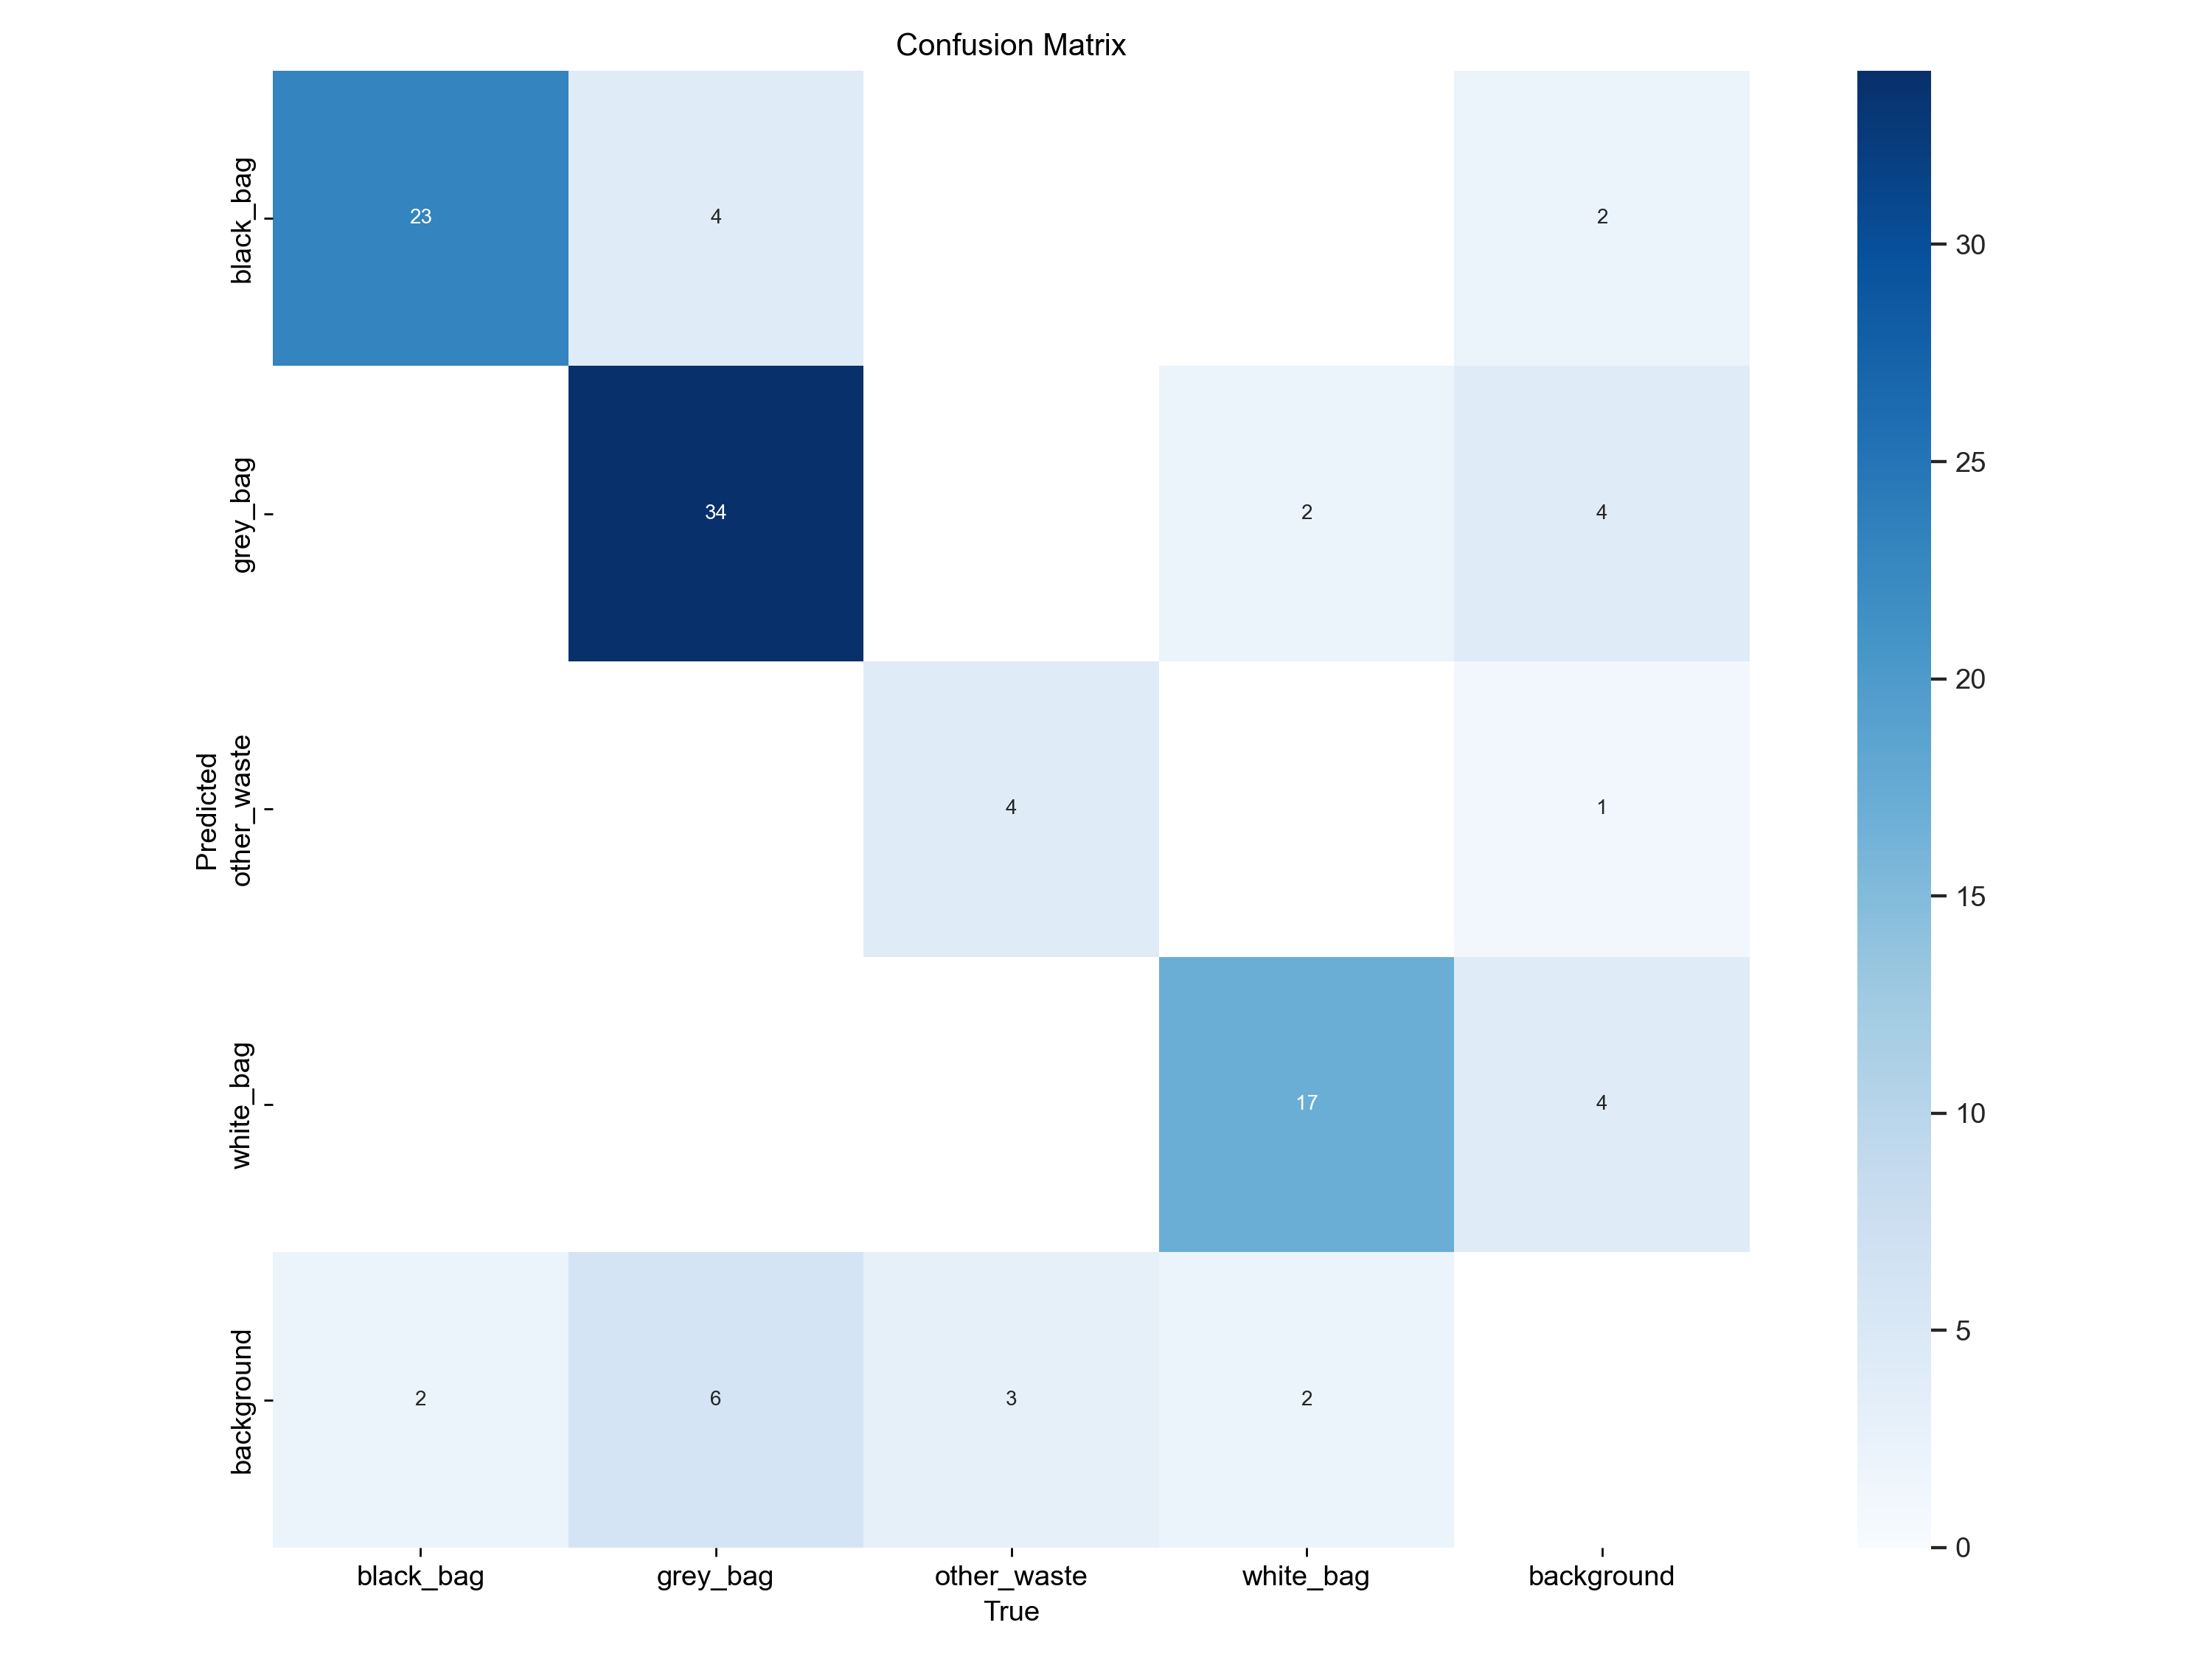 Confusion Matrix
black_bag
23
4
2
grey_bag
34
2
4
Predicted
other_waste
4
1
white_bag
17
4
background
2
6
3
2
black_bag
grey_bag
other_waste
white_bag
background
True
30
25
20
15
10
5
0